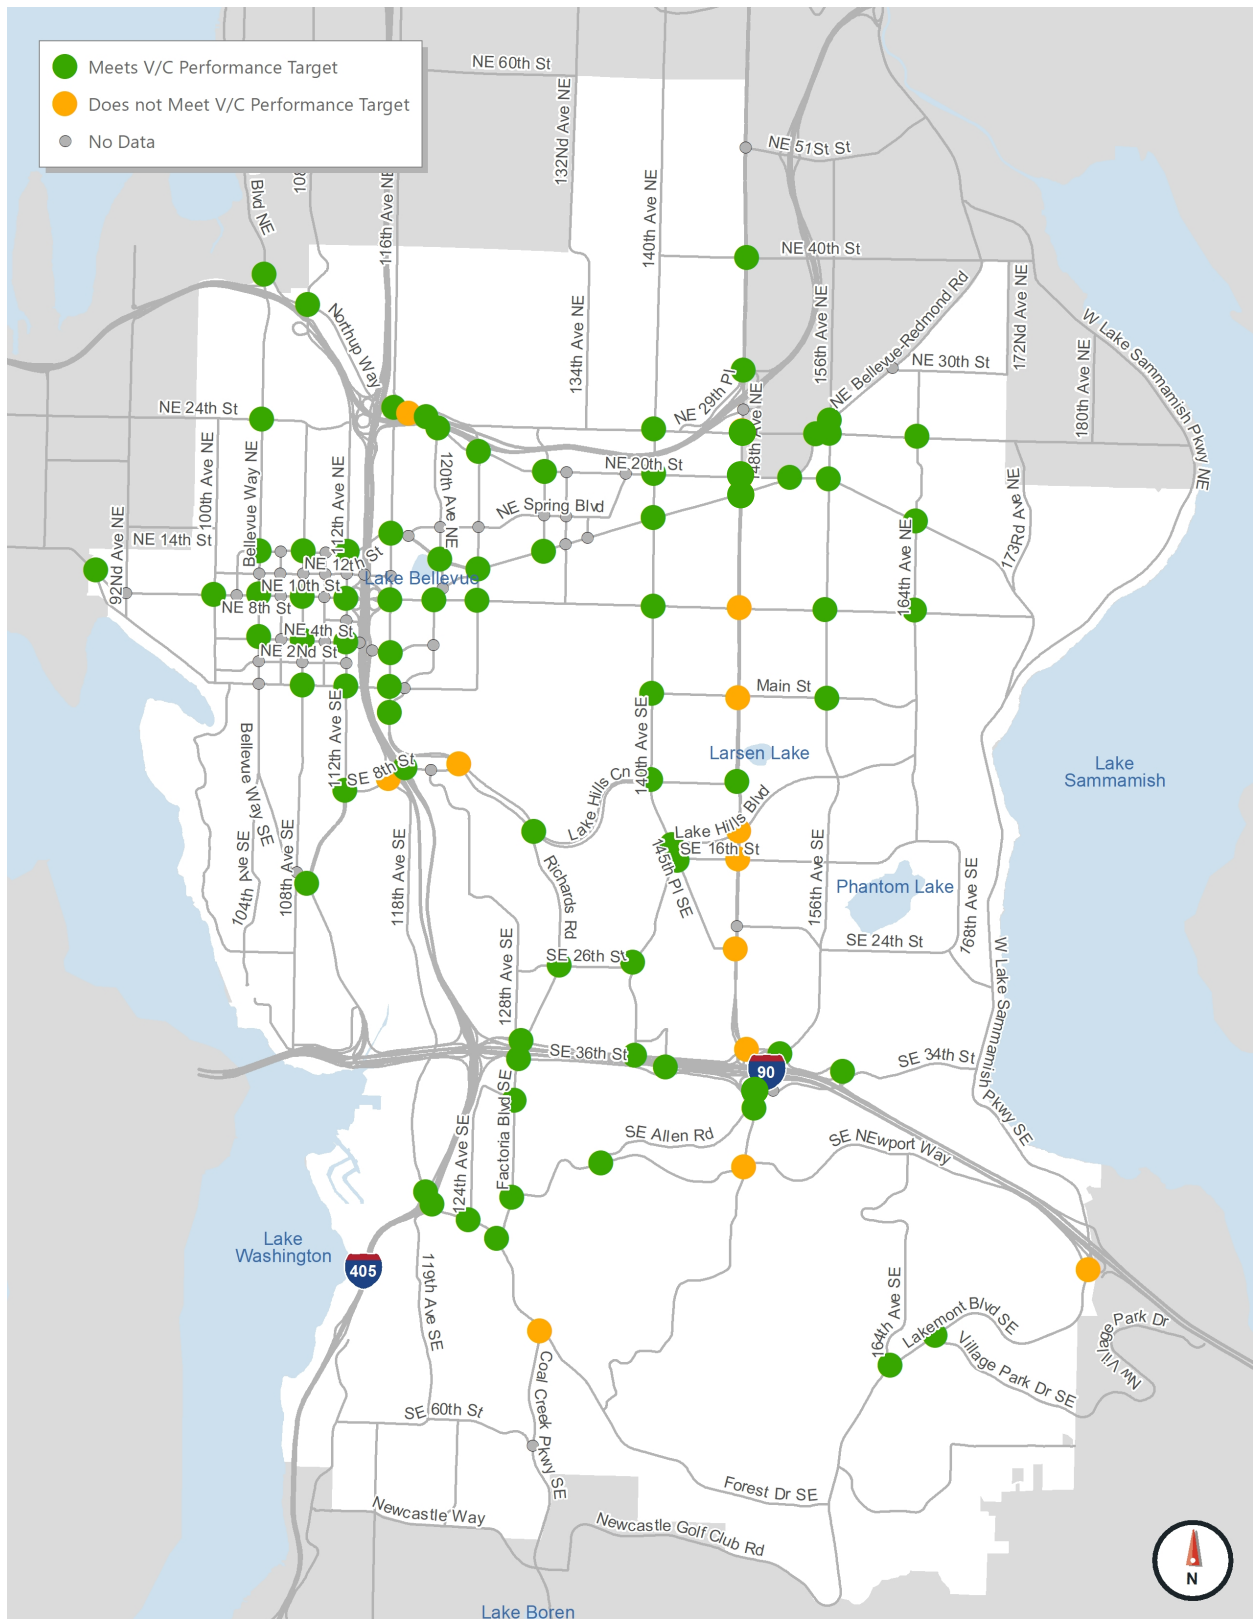 Meets V/C Performance Target
Does not Meet V/C Performance Target
No Data
NE 60th St
132Nd Ave NE
NE 51St St
Blvd NE
108
116th Ave NE
140th Ave NE
NE 40th St
172Nd Ave NE
W Lake Sammamish Pkwy NE
156th Ave NE
NE Bellevue-Redmond Rd
134th Ave NE
Northup Way
NE 30th St
180th Ave NE
NE 29th Pl
148th Ave NE
NE 24th St
100th Ave NE
Bellevue Way NE
112th Ave NE
120th Ave NE
NE 20th St
NE Spring Blvd
173Rd Ave NE
164th Ave NE
92Nd Ave NE
NE 14th St
NE 12th St
Lake Bellevue
NE 10th St
NE 8th St
NE 4th St
NE 2Nd St
Main St
140th Ave SE
112th Ave SE
Bellevue Way SE
SE 8th St
Larsen Lake
Lake
Sammamish
Lake Hills Cn
Lake Hills Blvd
SE 16th St
145th Pl SE
104th Ave SE
108th Ave SE
118th Ave SE
Richards Rd
156th Ave SE
Phantom Lake
168th Ave SE
SE 24th St
128th Ave SE
SE 26th St
W Lake Sammamish Pkwy SE
SE 36th St
90
SE 34th St
Factoria Blvd SE
124th Ave SE
SE Allen Rd
SE NEwport Way
Lake
Washington
405
119th Ave SE
164th Ave SE
Lakemont Blvd SE
Village Park Dr SE
NW Village Park Dr
Coal Creek Pkwy SE
SE 60th St
Forest Dr SE
Newcastle Way
Newcastle Golf Club Rd
N
Lake Boren